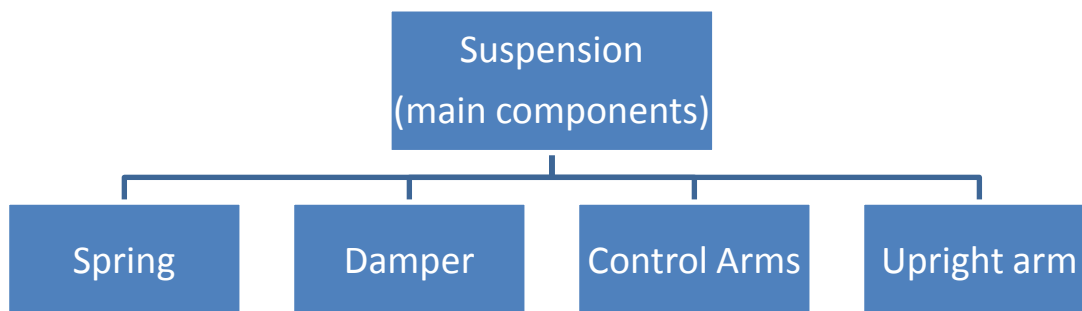 Suspension
(main components)
Spring
Damper
Control Arms
Upright arm